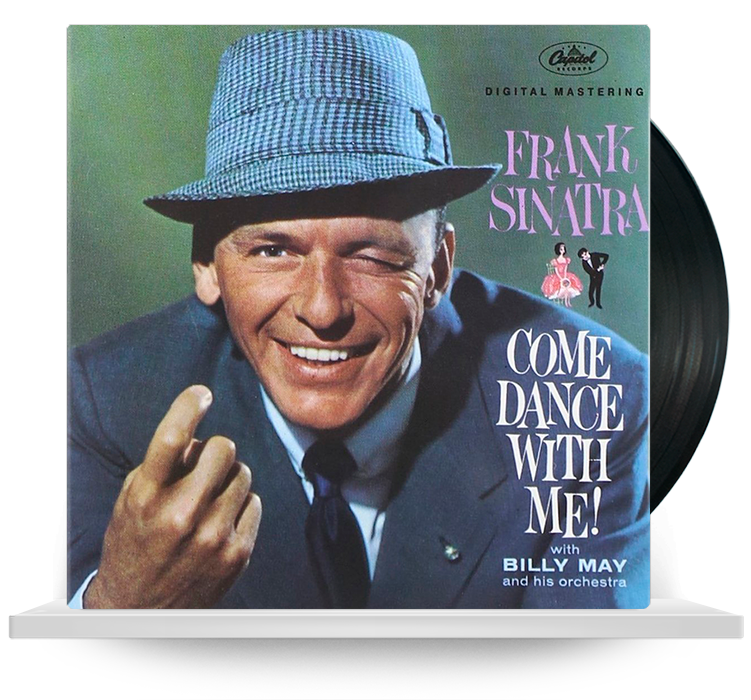 Capitol
RECORDS
DIGITAL MASTERING
FRANK
SINATRA
COME
DANCE
WITH
ME!
with
BILLY MAY
and his orchestra